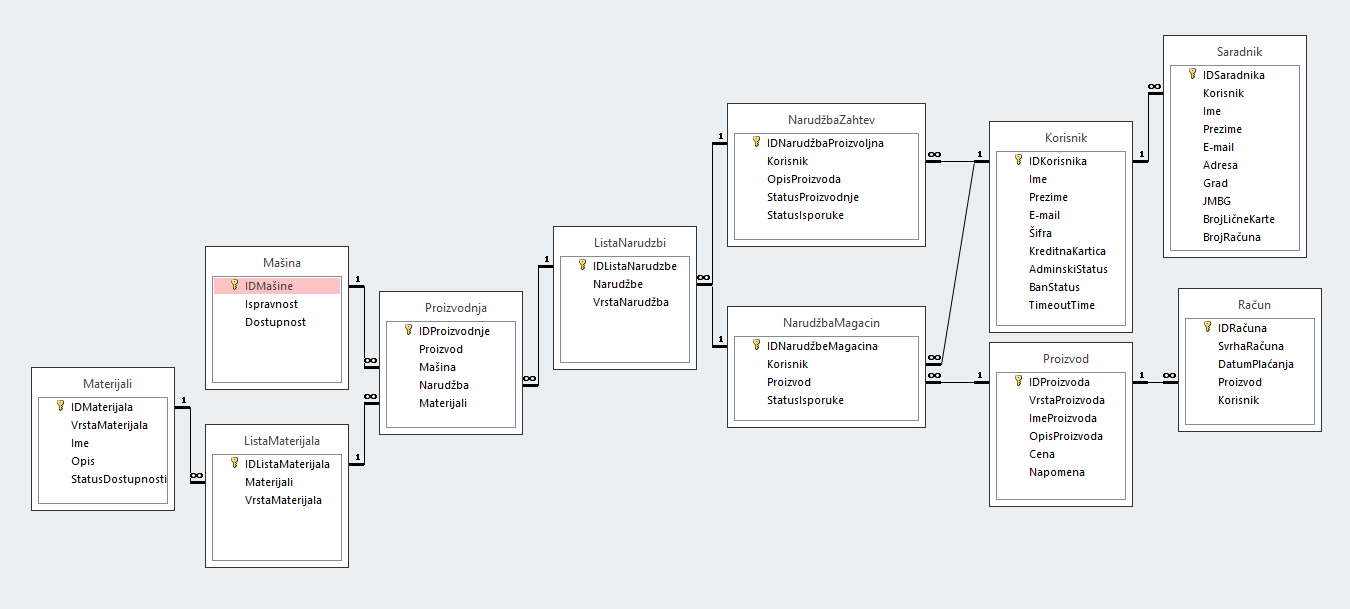 Saradnik
IDSaradnika
Korisnik
Ime
Prezime
E-mail
Adresa
Grad
JMBG
BrojLičneKarte
BrojRačuna
NarudžbaZahtev
IDNarudžbaProizvoljna
Korisnik
OpisProizvoda
StatusProizvodnje
StatusIsporuke
Korisnik
IDKorisnika
Ime
Prezime
E-mail
Šifra
KreditnaKartica
AdminskiStatus
BanStatus
TimeoutTime
ListaNarudzbi
IDListaNarudzbe
Narudžbe
VrstaNarudžba
Mašina
IDMašine
Ispravnost
Dostupnost
Proizvodnja
IDProizvodnje
Proizvod
Mašina
Narudžba
Materijali
NarudžbaMagacin
IDNarudžbeMagacina
Korisnik
Proizvod
StatusIsporuke
Račun
IDRačuna
SvrhaRačuna
DatumPlaćanja
Proizvod
Korisnik
Proizvod
IDProizvoda
VrstaProizvoda
ImeProizvoda
OpisProizvoda
Cena
Napomena
Materijali
IDMaterijala
VrstaMaterijala
Ime
Opis
StatusDostupnosti
ListaMaterijala
IDListaMaterijala
Materijali
VrstaMaterijala
1
∞
1
∞
1
∞
1
∞
1
∞
1
∞
1
∞
1
∞
1
∞
1
∞
1